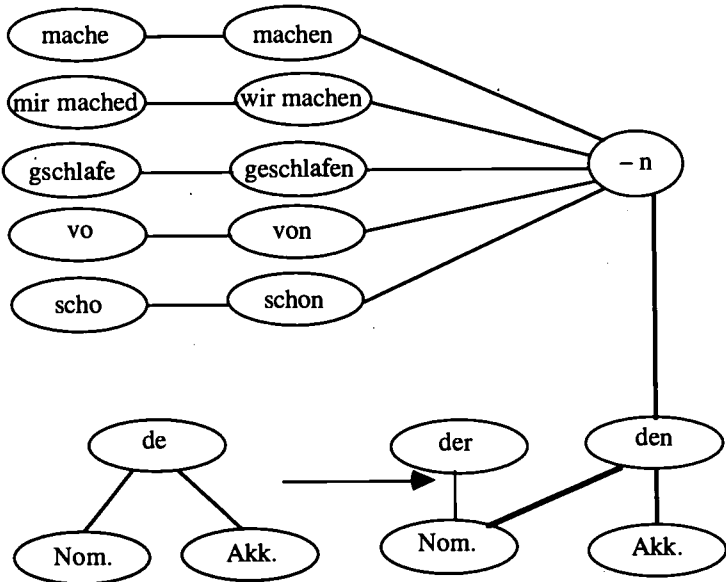 mache machen
mir mached wir machen
– n
gschlafe geschlafen
vo von
scho schon
de der den
Nom. Akk. Nom. Akk.